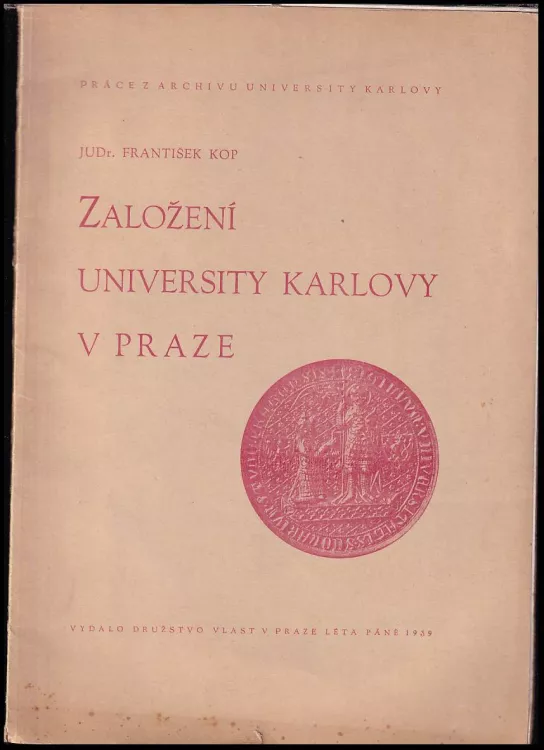 PRÁCE Z ARCHIVU UNIVERSITY KARLOVY
JUDr. FRANTIŠEK KOP
ZALOŽENÍ
UNIVERSITY KARLOVY
V PRAZE
VYDALO DRUŽSTVO VLAST V PRAZE LÉTA PÁNĚ 1939